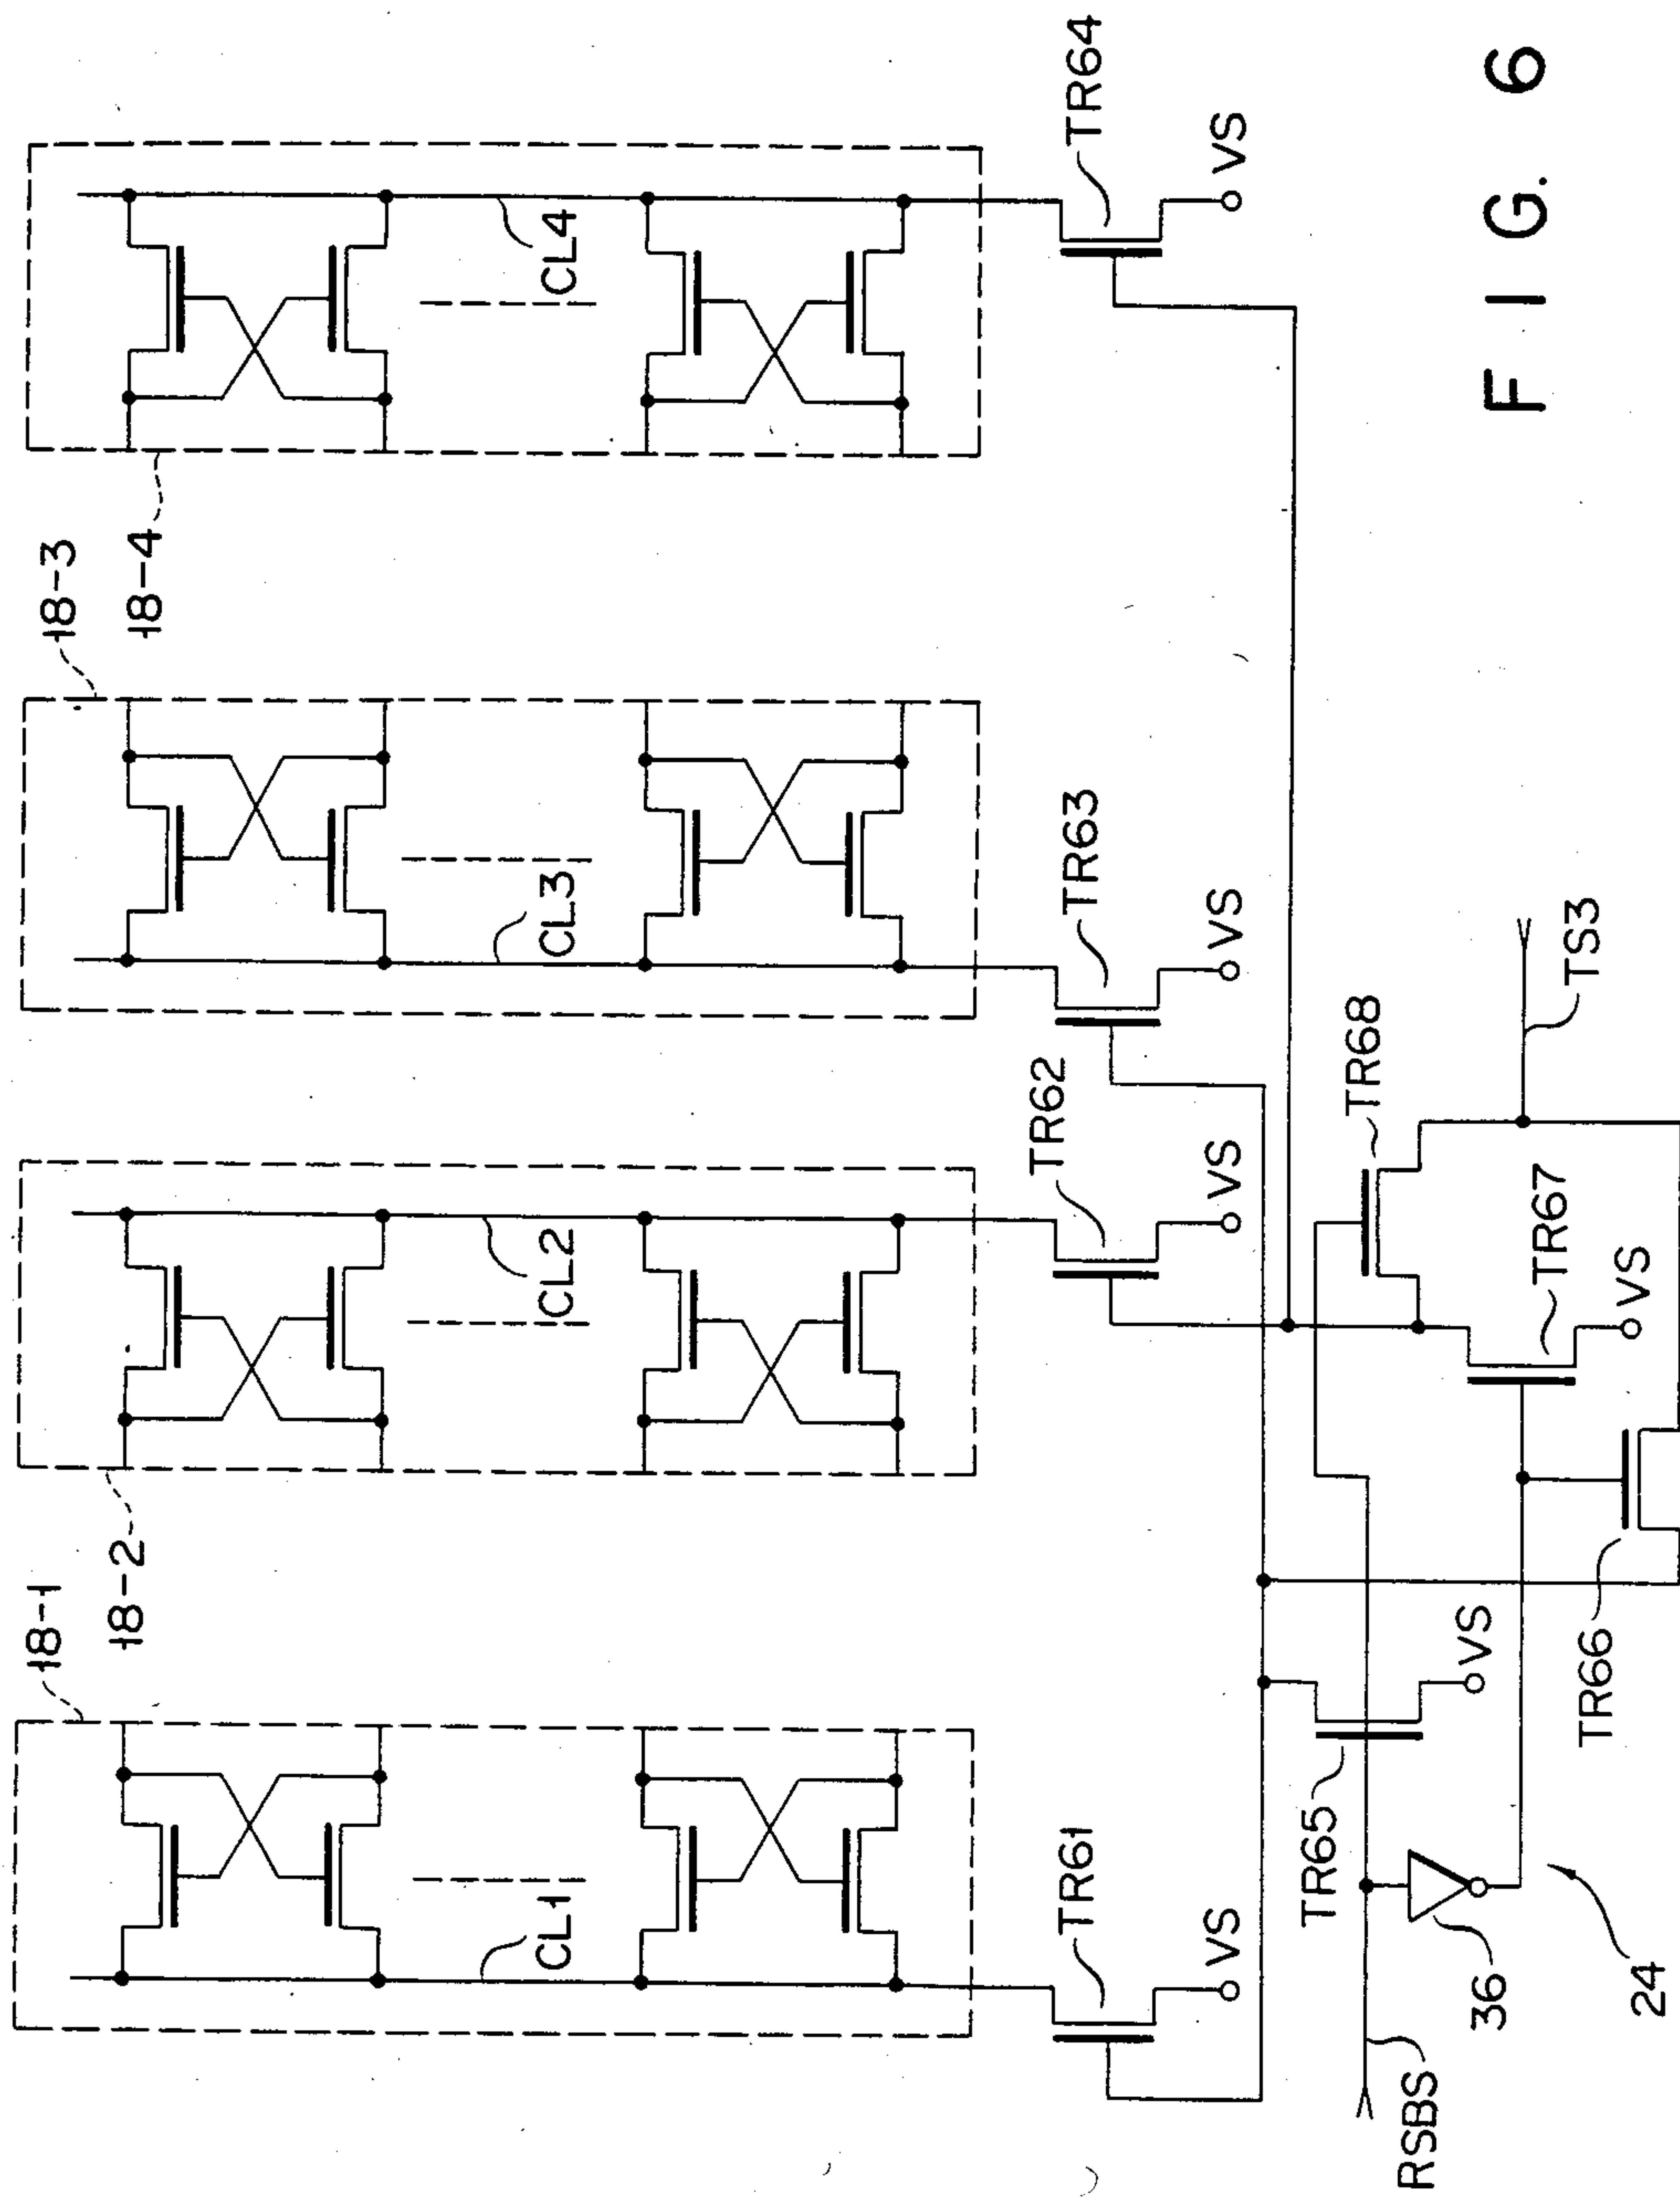 18-1
18-2
18-3
18-4
CL1
CL2
CL3
CL4
TR61
TR62
TR63
TR64
VS
VS
VS
VS
RSBS
TR65
VS
TR68
36
TR67
VS
TS3
24
TR66
FIG. 6